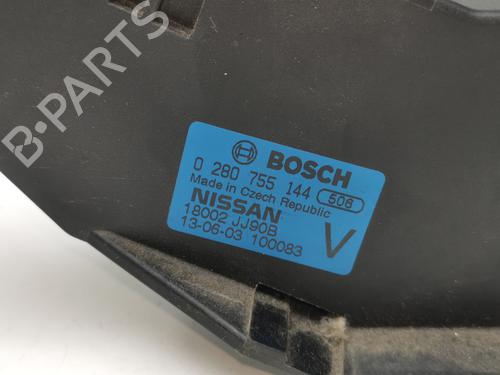 BOSCH
0 280 755 144 506
Made in Czech Republic
NISSAN
18002 JJ90B
13-06-03 100083
V
B-Parts